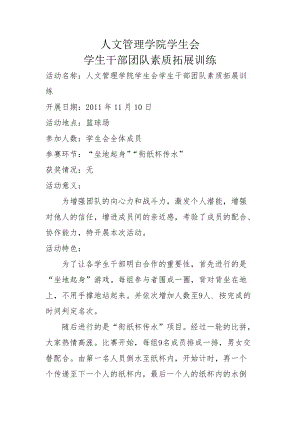 人文管理学院学生会
学生干部团队素质拓展训练
活动名称：人文管理学院学生会学生干部团队素质拓展训
练
开展日期：2011年11月10日
活动地点：篮球场
参加人数：学生会全体成员
参赛环节：“坐地起身”“衔纸杯传水”
获奖情况：无
活动意义：
为增强团队的向心力和战斗力，激发个人潜能，增强
对他人的信任，增进成员间的亲近感，考验了成员的配合、
协作能力，特开展本次活动。
活动特色：
为了让各学生干部明白合作的重要性，首先进行的是
“坐地起身”游戏，每组参与者围成一圈，背对背坐在地
上，不用手撑地站起来。并依次增加人数至9人，按完成的
时间判定名次。
随后进行的是“衔纸杯传水”项目。经过一轮的比拼，
大家热情高涨。比赛开始，每组9名成员排成一排，男女交
替配合。由第一名人员倒水至纸杯内，开始计时，再一个
个传递至下一个人的纸杯内。最后一个人的纸杯内的水倒